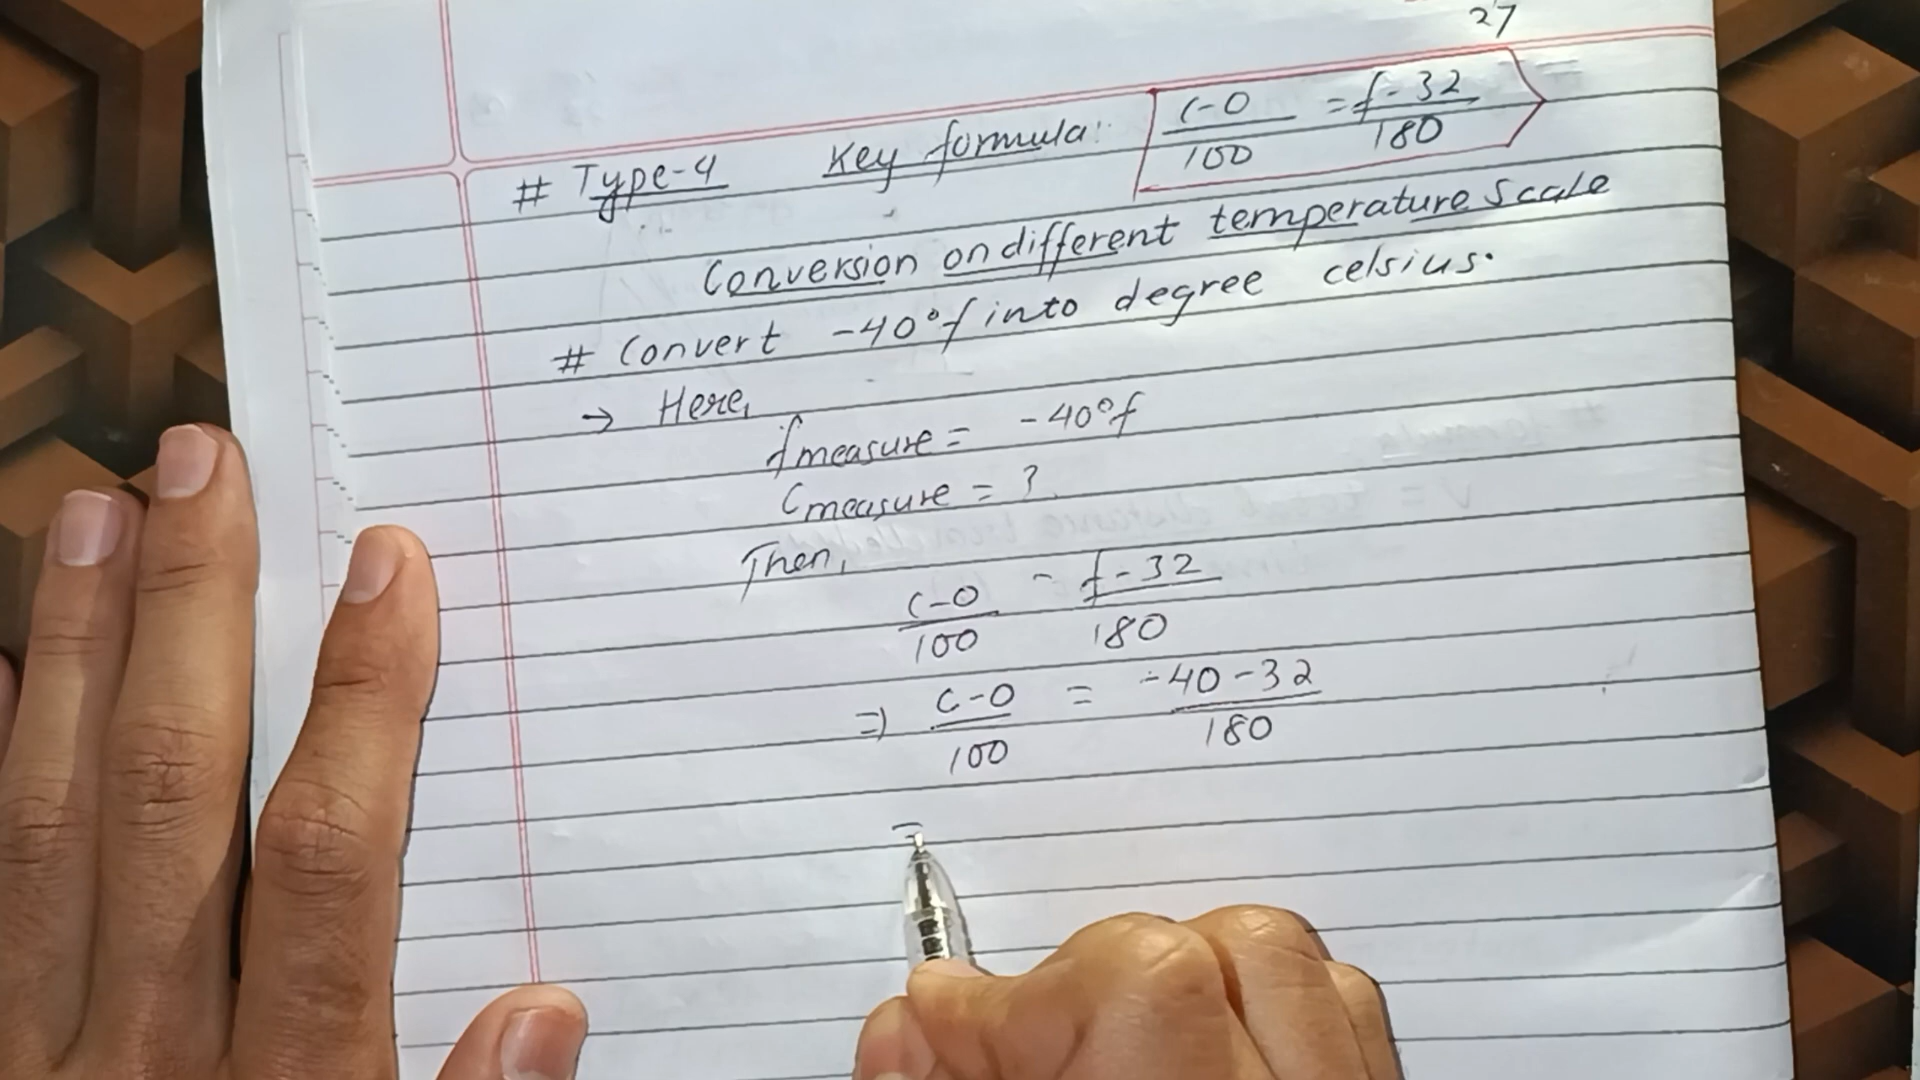 27
# Type-4 Key formula: C-0/100 = f-32/180
Conversion on different temperature scale
# Convert -40°f into degree celsius.
→ Here,
fmeasure = -40°f
Cmeasure = ?
Then,
C-0/100 - f-32/180
⇒ C-0/100 = -40-32/180
=